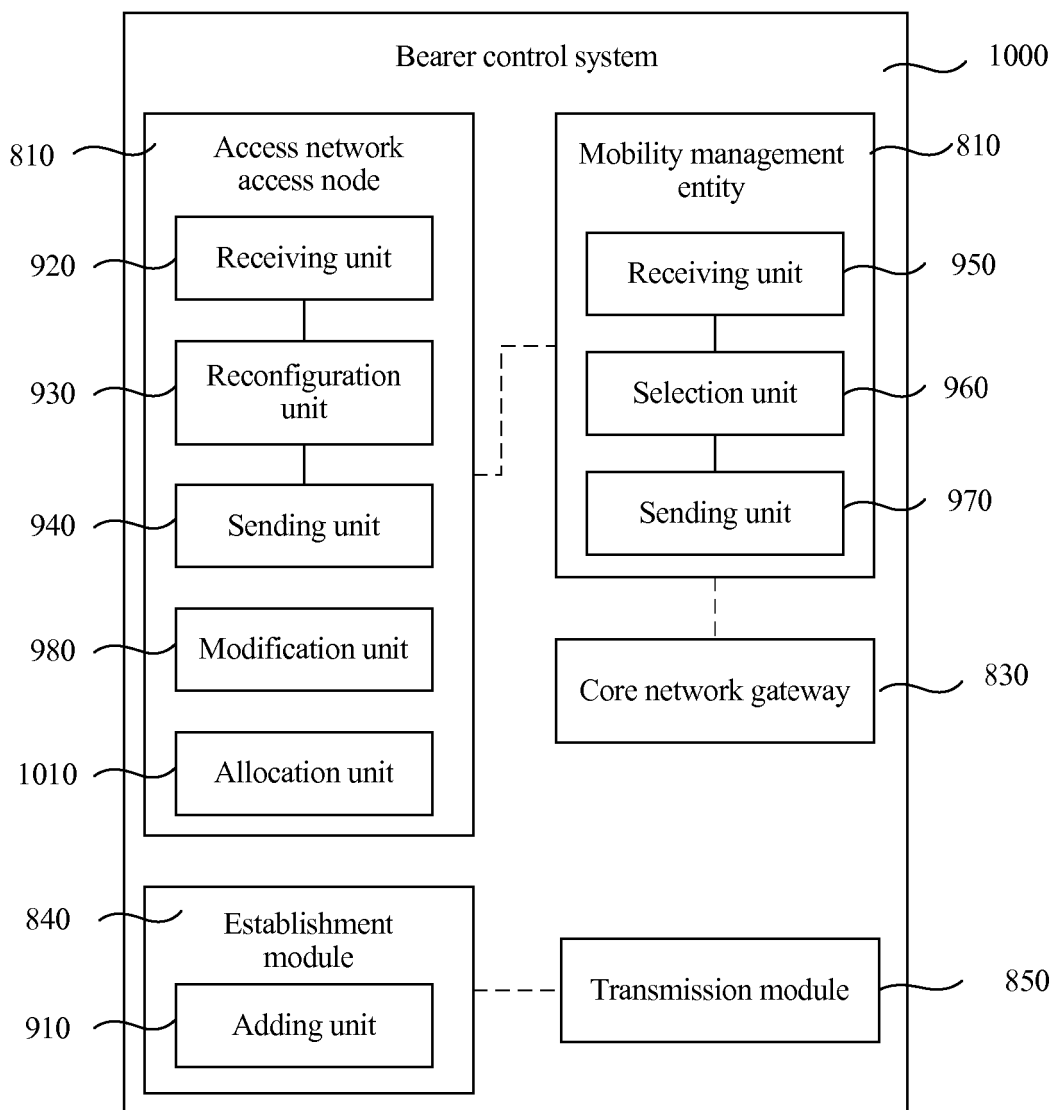 Bearer control system
1000
810
Access network
access node
920
Receiving unit
930
Reconfiguration
unit
940
Sending unit
980
Modification unit
1010
Allocation unit
Mobility management
entity
810
Receiving unit
950
Selection unit
960
Sending unit
970
Core network gateway
830
840
Establishment
module
910
Adding unit
Transmission module
850